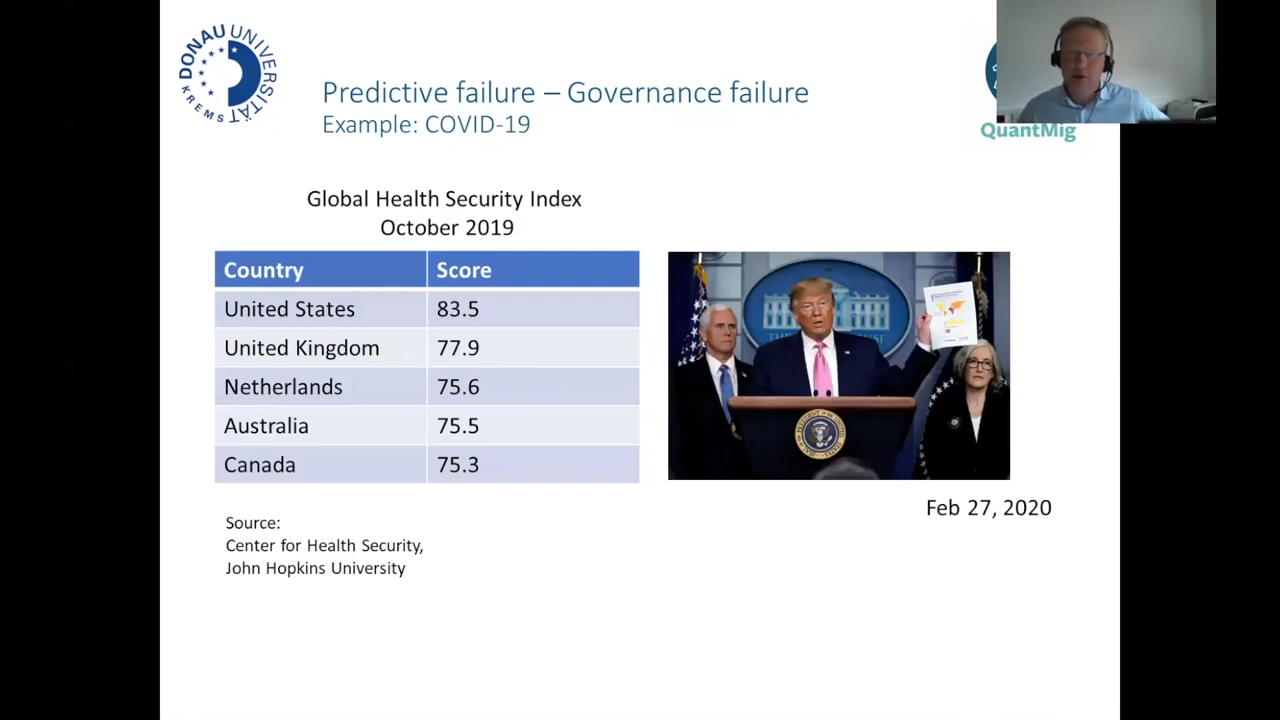 DONAU UNIVERSITÄT
KREMS
Predictive failure – Governance failure
Example: COVID-19
QuantMig
Global Health Security Index
October 2019
Country Score
United States 83.5
United Kingdom 77.9
Netherlands 75.6
Australia 75.5
Canada 75.3
Feb 27, 2020
Source:
Center for Health Security,
John Hopkins University